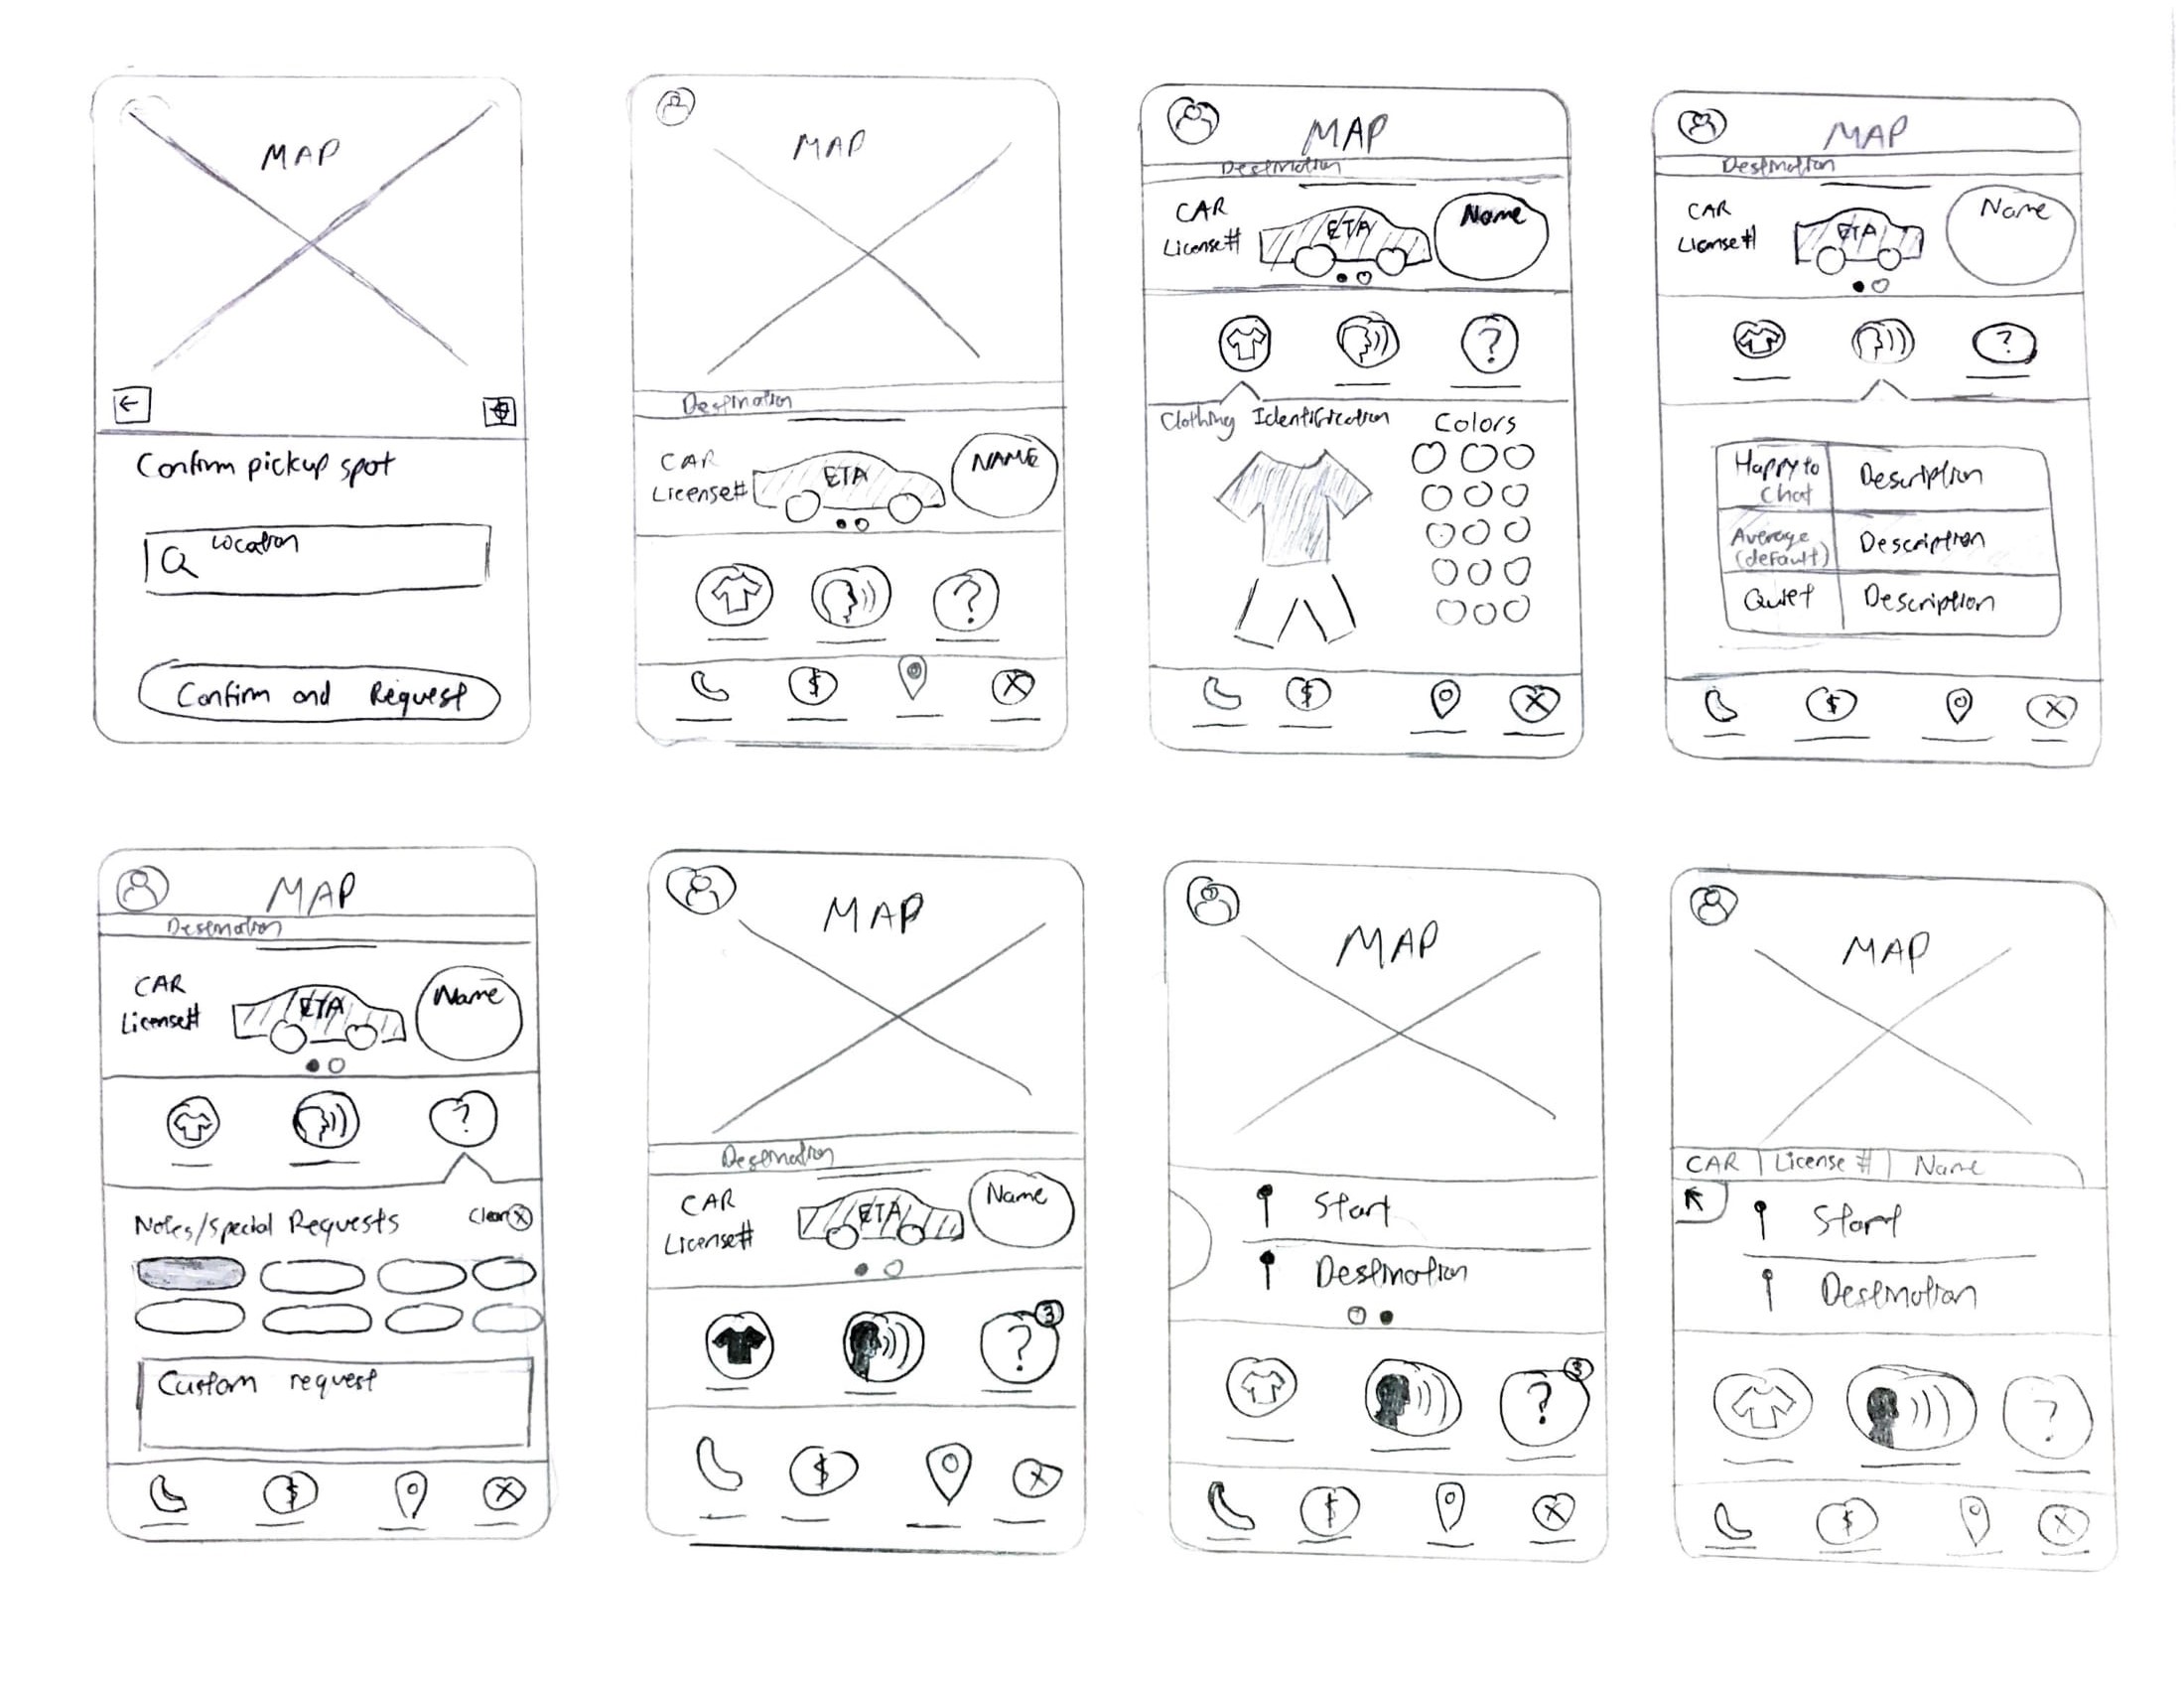 MAP
Confirm pickup spot
Location
Confirm and Request
MAP
Destination
CAR
License#
ETA
NAME
?
$
X
MAP
Destination
CAR
License#
ETA
Name
?
Clothing Identification
Colors
$
X
MAP
Destination
CAR
License#
ETA
Name
?
Happy to
Chat
Description
Average
(default)
Description
Quiet
Description
$
X
MAP
Destination
CAR
License#
ETA
Name
?
Notes/Special Requests
Clear X
Custom request
$
X
MAP
Destination
CAR
License#
ETA
Name
?
3
$
X
MAP
Start
Destination
?
3
$
X
MAP
CAR | License # | Name
Start
Destination
?
$
X